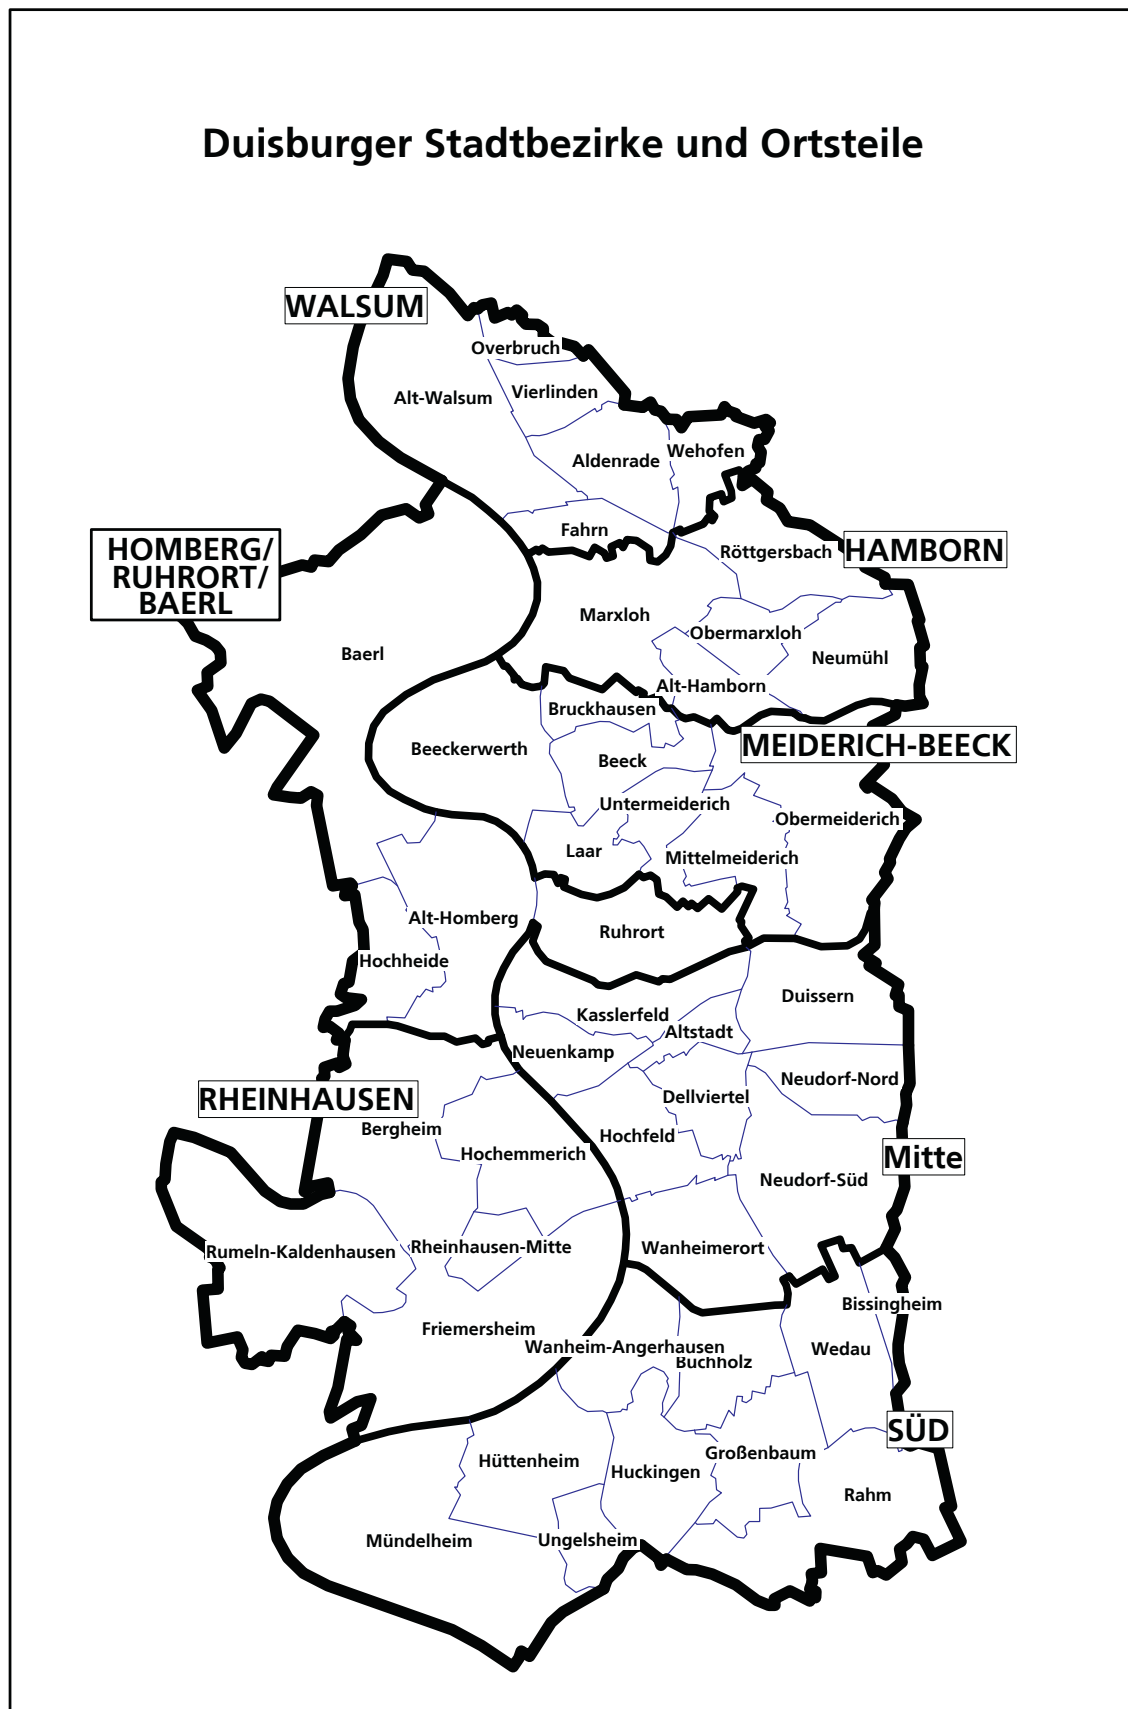 Duisburger Stadtbezirke und Ortsteile
WALSUM
Overbruch
Vierlinden
Alt-Walsum
Wehofen
Aldenrade
Fahrn
HOMBERG/
RUHRORT/
BAERL
Röttgersbach
HAMBORN
Marxloh
Obermarxloh
Baerl
Neumühl
Alt-Hamborn
Bruckhausen
Beeckerwerth
MEIDERICH-BEECK
Beeck
Untermeiderich
Obermeiderich
Laar
Mittelmeiderich
Alt-Homberg
Ruhrort
Hochheide
Duissern
Kasslerfeld
Altstadt
Neuenkamp
Neudorf-Nord
RHEINHAUSEN
Dellviertel
Bergheim
Hochfeld
Hochemmerich
Mitte
Neudorf-Süd
Rumeln-Kaldenhausen
Rheinhausen-Mitte
Wanheimerort
Bissingheim
Friemersheim
Wanheim-Angerhausen
Wedau
Buchholz
SÜD
Großenbaum
Hüttenheim
Huckingen
Rahm
Mündelheim
Ungelsheim